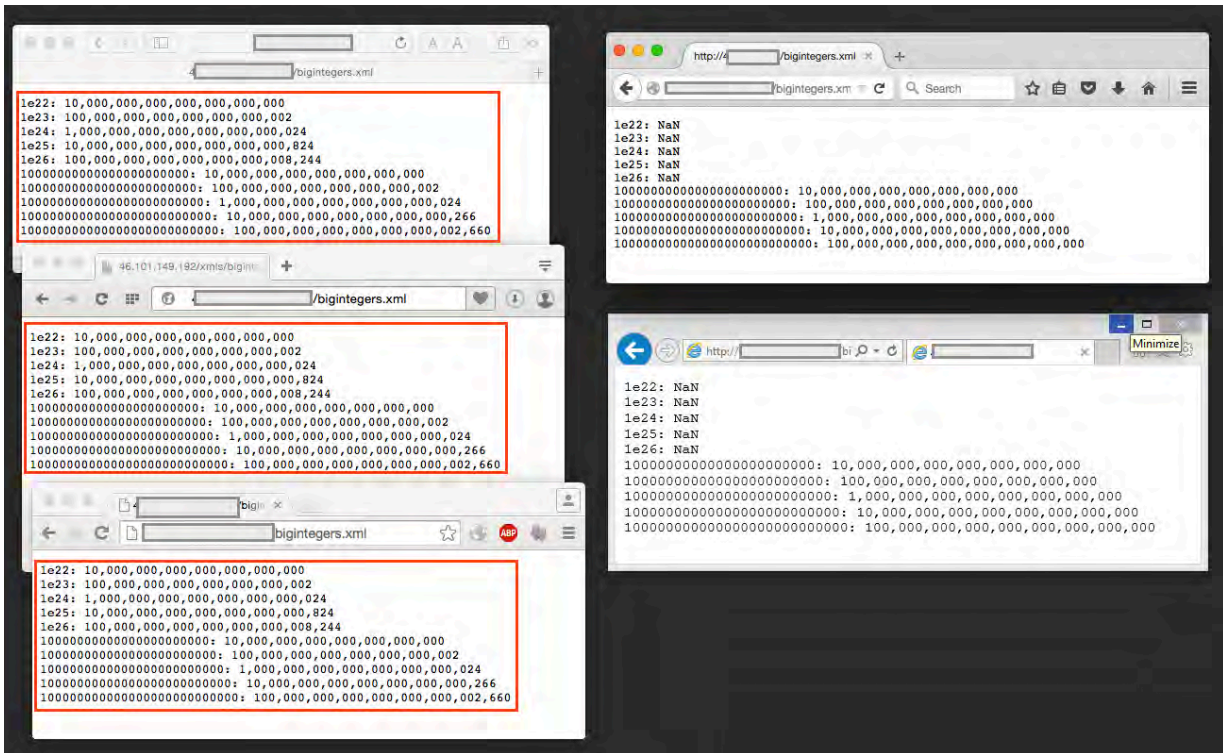 A A
4 /bigintegers.xml
1e22: 10,000,000,000,000,000,000,000
1e23: 100,000,000,000,000,000,000,002
1e24: 1,000,000,000,000,000,000,000,024
1e25: 10,000,000,000,000,000,000,000,824
1e26: 100,000,000,000,000,000,000,008,244
10000000000000000000000: 10,000,000,000,000,000,000,000
100000000000000000000000: 100,000,000,000,000,000,000,002
1000000000000000000000000: 1,000,000,000,000,000,000,000,024
10000000000000000000000000: 10,000,000,000,000,000,000,000,266
100000000000000000000000000: 100,000,000,000,000,000,000,002,660
46.101,149,192/xmls/bigint
/bigintegers.xml
1e22: 10,000,000,000,000,000,000,000
1e23: 100,000,000,000,000,000,000,002
1e24: 1,000,000,000,000,000,000,000,024
1e25: 10,000,000,000,000,000,000,000,824
1e26: 100,000,000,000,000,000,000,008,244
10000000000000000000000: 10,000,000,000,000,000,000,000
100000000000000000000000: 100,000,000,000,000,000,000,002
1000000000000000000000000: 1,000,000,000,000,000,000,000,024
10000000000000000000000000: 10,000,000,000,000,000,000,000,266
100000000000000000000000000: 100,000,000,000,000,000,000,002,660
4 bigin
bigintegers.xml ABP
1e22: 10,000,000,000,000,000,000,000
1e23: 100,000,000,000,000,000,000,002
1e24: 1,000,000,000,000,000,000,000,024
1e25: 10,000,000,000,000,000,000,000,824
1e26: 100,000,000,000,000,000,000,008,244
10000000000000000000000: 10,000,000,000,000,000,000,000
100000000000000000000000: 100,000,000,000,000,000,000,002
1000000000000000000000000: 1,000,000,000,000,000,000,000,024
10000000000000000000000000: 10,000,000,000,000,000,000,000,266
100000000000000000000000000: 100,000,000,000,000,000,000,002,660
http://4 /bigintegers.xml
/bigintegers.xm Search
1e22: NaN
1e23: NaN
1e24: NaN
1e25: NaN
1e26: NaN
10000000000000000000000: 10,000,000,000,000,000,000,000
100000000000000000000000: 100,000,000,000,000,000,000,000
1000000000000000000000000: 1,000,000,000,000,000,000,000,000
10000000000000000000000000: 10,000,000,000,000,000,000,000,000
100000000000000000000000000: 100,000,000,000,000,000,000,000,000
Minimize
http:// bi
1e22: NaN
1e23: NaN
1e24: NaN
1e25: NaN
1e26: NaN
10000000000000000000000: 10,000,000,000,000,000,000,000
100000000000000000000000: 100,000,000,000,000,000,000,000
1000000000000000000000000: 1,000,000,000,000,000,000,000,000
10000000000000000000000000: 10,000,000,000,000,000,000,000,000
100000000000000000000000000: 100,000,000,000,000,000,000,000,000